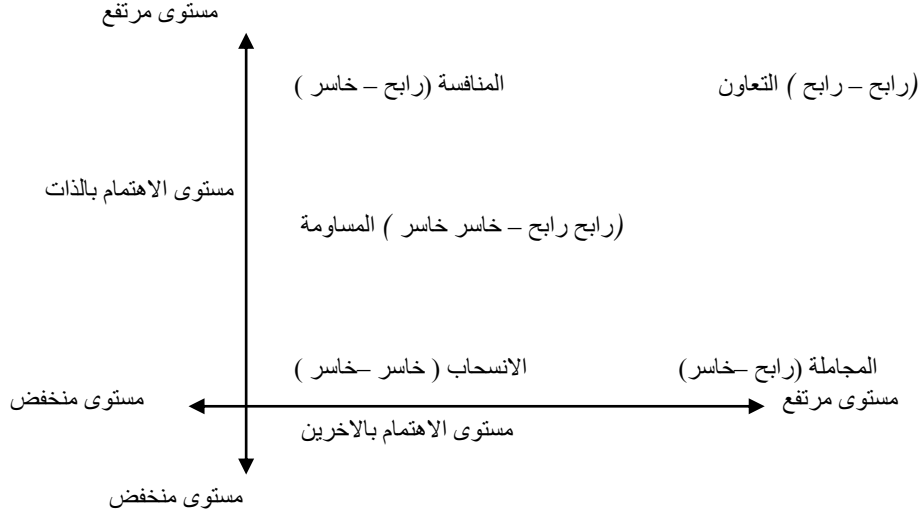 مستوى مرتفع
المنافسة (رابح – خاسر )
(رابح – رابح ) التعاون
مستوى الاهتمام بالذات
(رابح رابح – خاسر خاسر ) المساومة
الانسحاب ( خاسر –خاسر )
المجاملة (رابح –خاسر)
مستوى منخفض
مستوى مرتفع
مستوى الاهتمام بالاخرين
مستوى منخفض